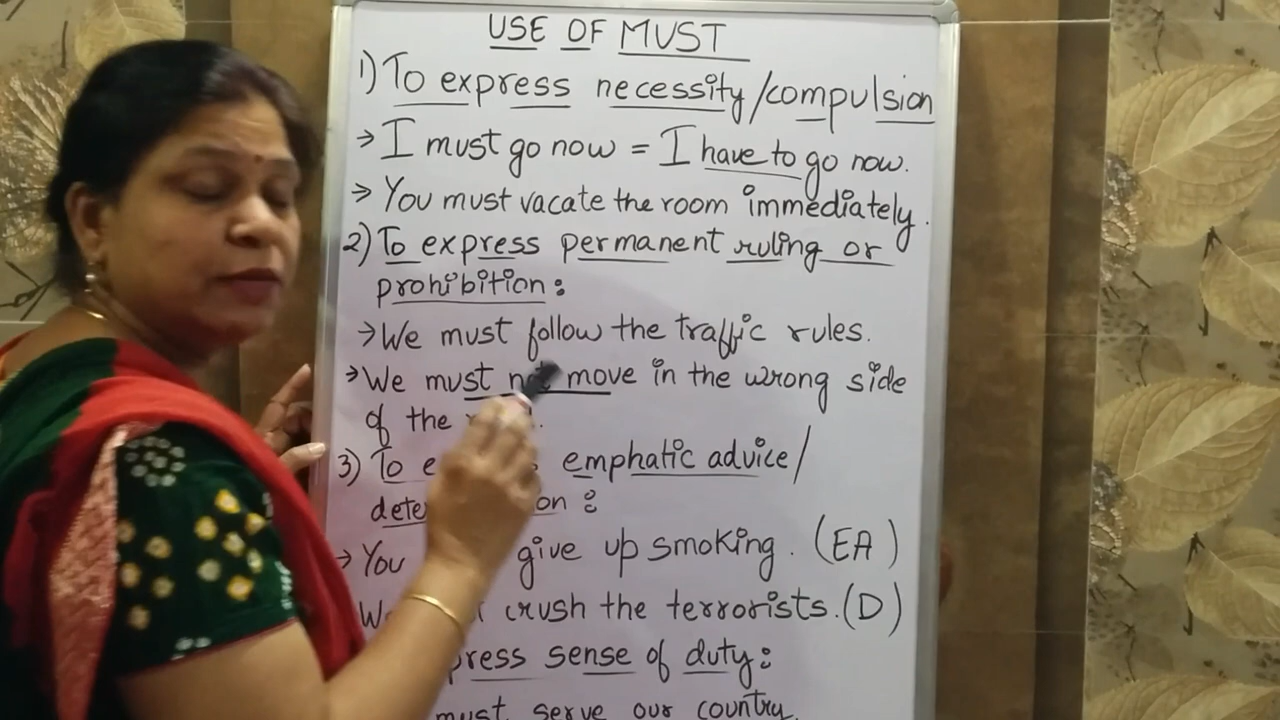 USE OF MUST
1) To express necessity/compulsion
→ I must go now = I have to go now.
→ You must vacate the room immediately.
2) To express permanent ruling or
prohibition:
→ We must follow the traffic rules.
→ We must not move in the wrong side
of the
3) To emphatic advice/
:
→ You give up smoking. (EA)
crush the terrorists. (D)
sense of duty:
must serve our country.